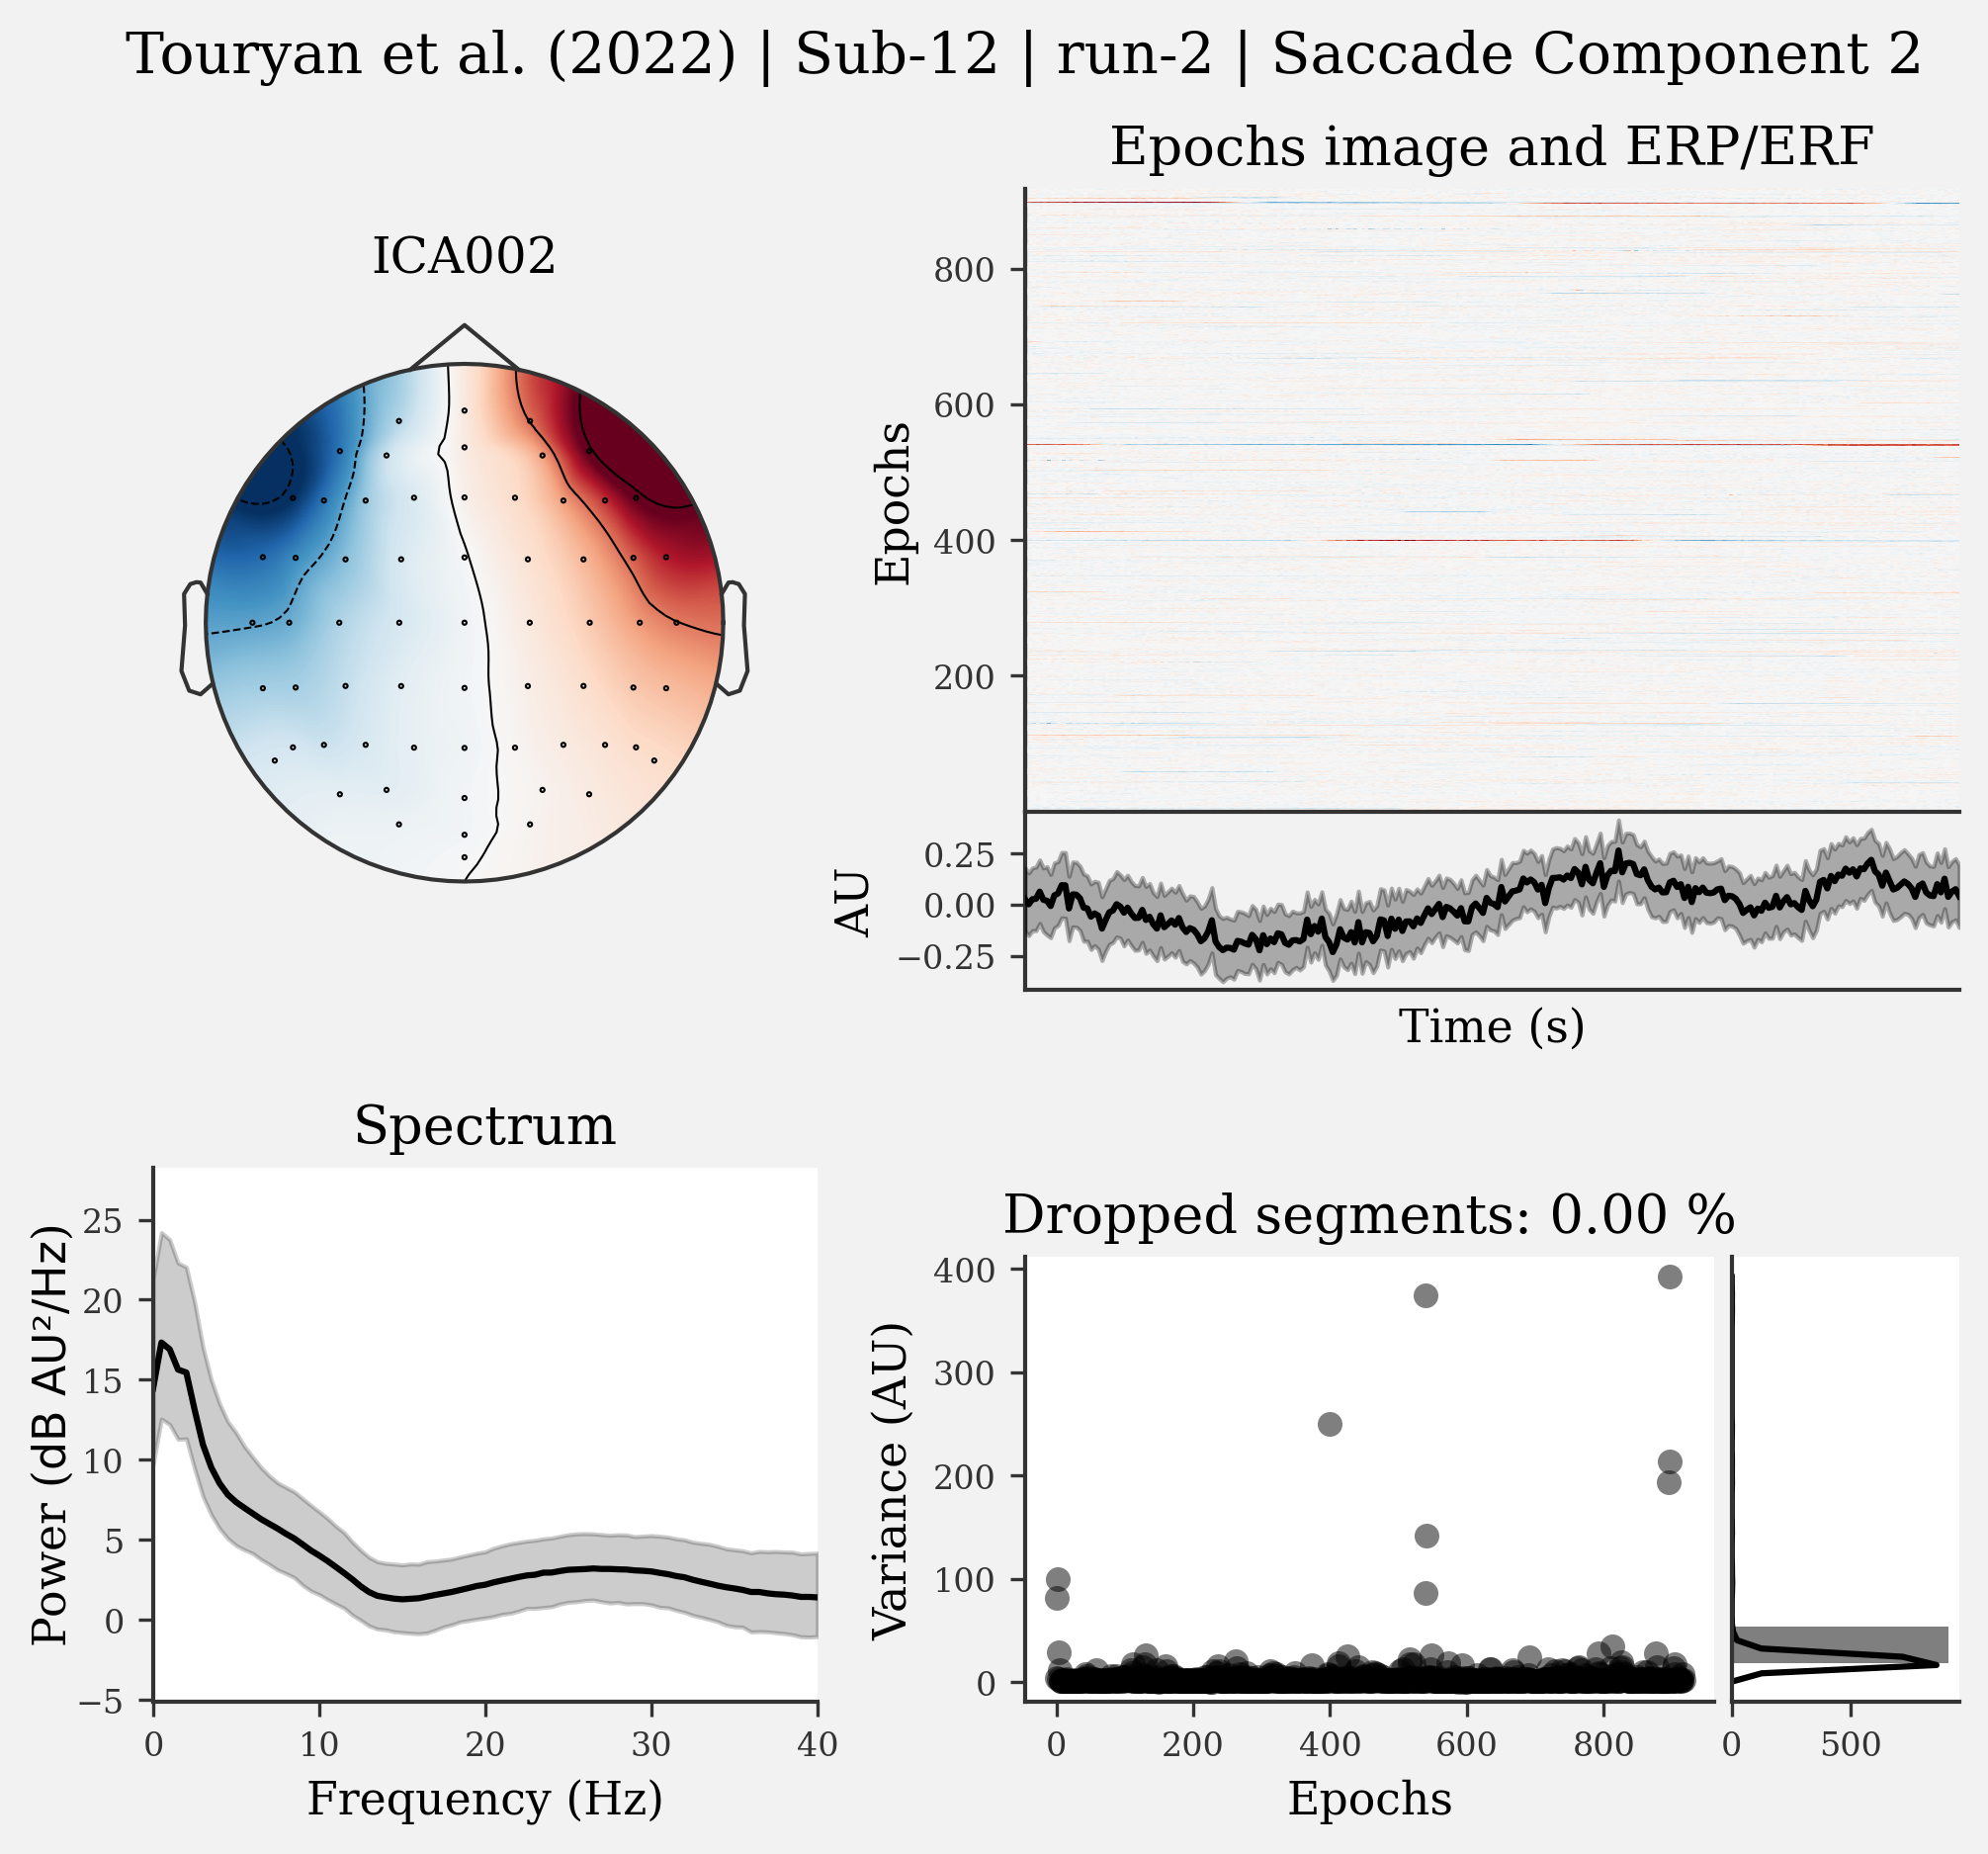 Touryan et al. (2022) | Sub-12 | run-2 | Saccade Component 2
ICA002
Epochs image and ERP/ERF
Epochs
800
600
400
200
AU
0.25
0.00
−0.25
Time (s)
Spectrum
Power (dB AU²/Hz)
25
20
15
10
5
0
−5
0 10 20 30 40
Frequency (Hz)
Dropped segments: 0.00 %
Variance (AU)
400
300
200
100
0
0 200 400 600 800
0 500
Epochs